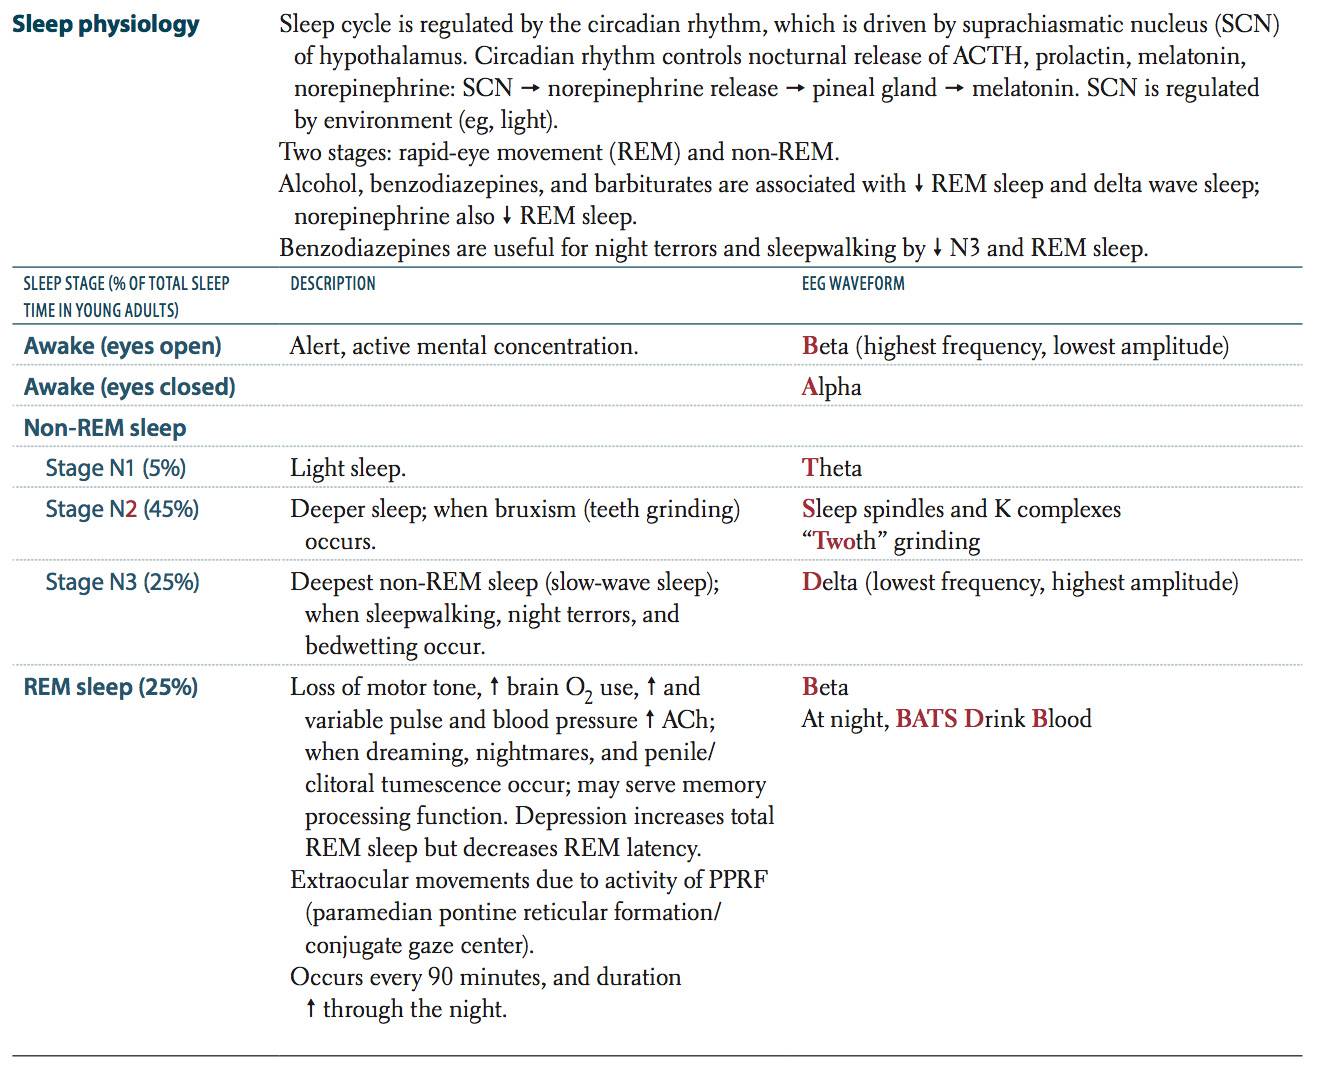 Sleep physiology
Sleep cycle is regulated by the circadian rhythm, which is driven by suprachiasmatic nucleus (SCN)
of hypothalamus. Circadian rhythm controls nocturnal release of ACTH, prolactin, melatonin,
norepinephrine: SCN → norepinephrine release → pineal gland → melatonin. SCN is regulated
by environment (eg, light).
Two stages: rapid-eye movement (REM) and non-REM.
Alcohol, benzodiazepines, and barbiturates are associated with ↓ REM sleep and delta wave sleep;
norepinephrine also ↓ REM sleep.
Benzodiazepines are useful for night terrors and sleepwalking by ↓ N3 and REM sleep.
SLEEP STAGE (% OF TOTAL SLEEP
TIME IN YOUNG ADULTS)
DESCRIPTION
EEG WAVEFORM
Awake (eyes open)
Alert, active mental concentration.
Beta (highest frequency, lowest amplitude)
Awake (eyes closed)
Alpha
Non-REM sleep
Stage N1 (5%)
Light sleep.
Theta
Stage N2 (45%)
Deeper sleep; when bruxism (teeth grinding)
occurs.
Sleep spindles and K complexes
“Twoth” grinding
Stage N3 (25%)
Deepest non-REM sleep (slow-wave sleep);
when sleepwalking, night terrors, and
bedwetting occur.
Delta (lowest frequency, highest amplitude)
REM sleep (25%)
Loss of motor tone, ↑ brain O2 use, ↑ and
variable pulse and blood pressure ↑ ACh;
when dreaming, nightmares, and penile/
clitoral tumescence occur; may serve memory
processing function. Depression increases total
REM sleep but decreases REM latency.
Extraocular movements due to activity of PPRF
(paramedian pontine reticular formation/
conjugate gaze center).
Occurs every 90 minutes, and duration
↑ through the night.
Beta
At night, BATS Drink Blood